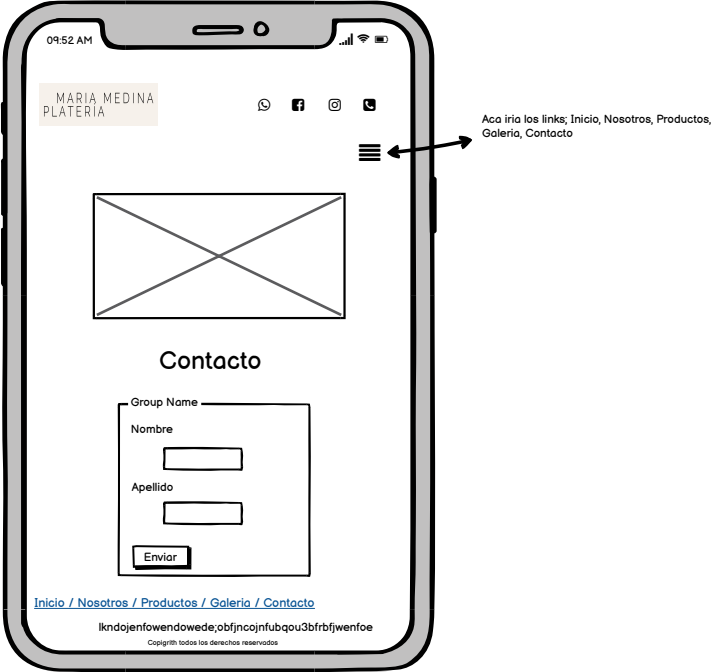 09:52 AM
MARIA MEDINA
PLATERIA
Aca iria los links; Inicio, Nosotros, Productos,
Galeria, Contacto
Contacto
Group Name
Nombre
Apellido
Enviar
Inicio / Nosotros / Productos / Galeria / Contacto
lkndojenfowendowede;obfjncojnfubqou3bfrbfjwenfoe
Copigrith todos los derechos reservados